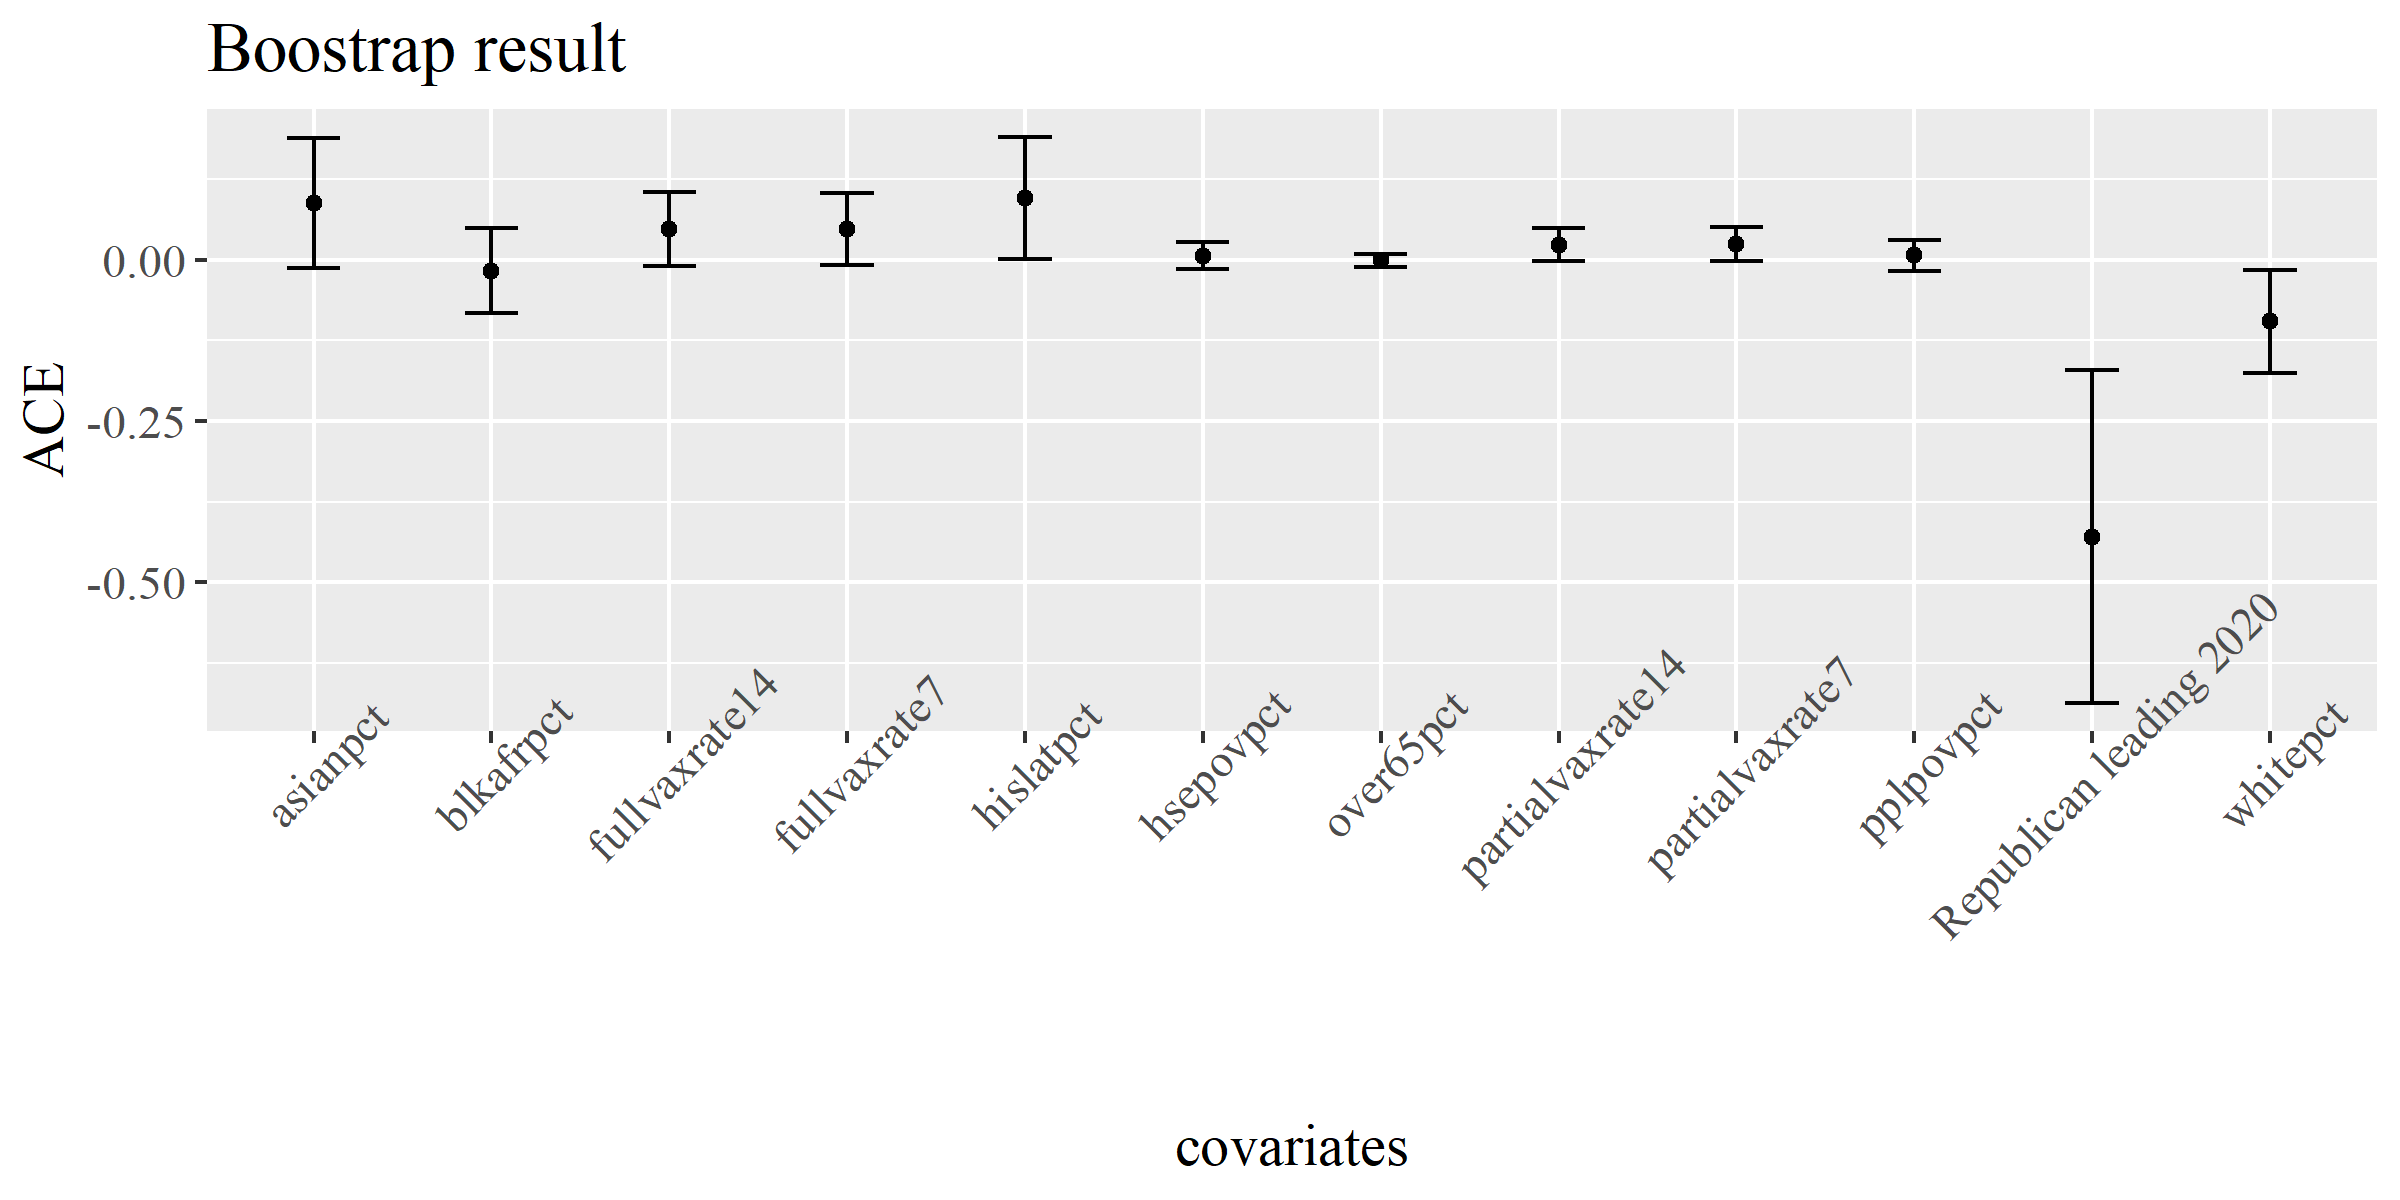 Boostrap result
ACE
0.00
-0.25
-0.50
asianpct
blkafrpct
fullvaxrate14
fullvaxrate7
hislatpct
hsepovpct
over65pct
partialvaxrate14
partialvaxrate7
pplpovpct
Republican leading 2020
whitepct
covariates